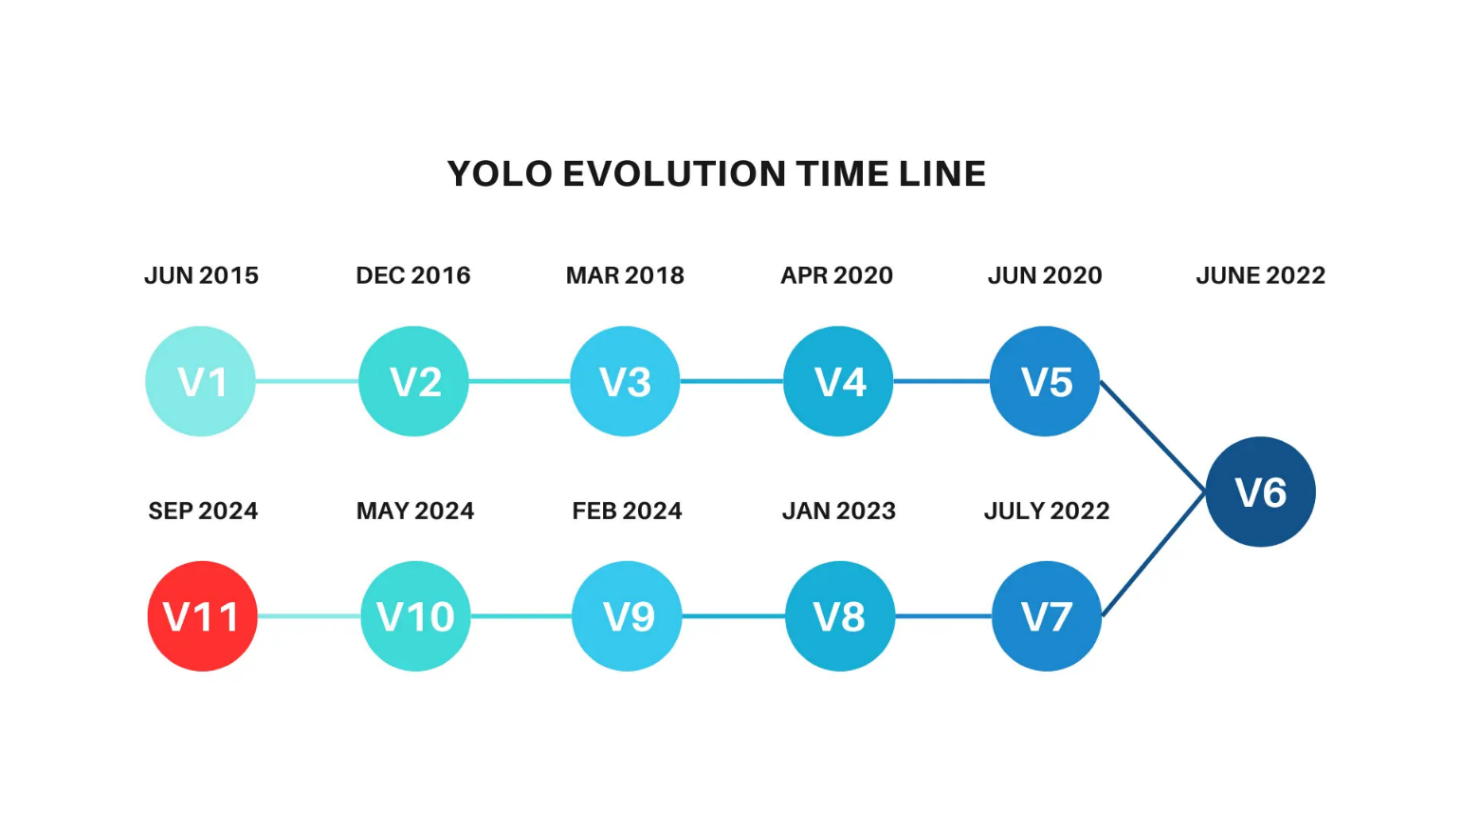 YOLO EVOLUTION TIME LINE
JUN 2015 DEC 2016 MAR 2018 APR 2020 JUN 2020 JUNE 2022
V1 V2 V3 V4 V5
V6
SEP 2024 MAY 2024 FEB 2024 JAN 2023 JULY 2022
V11 V10 V9 V8 V7